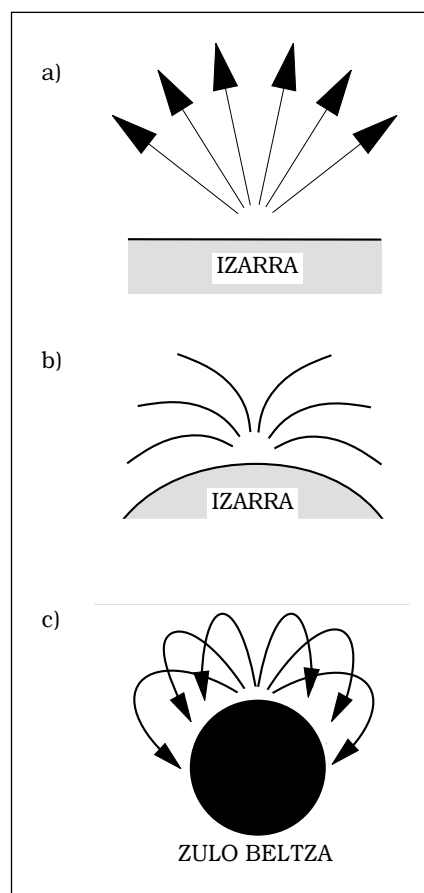 a)
IZARRA
b)
IZARRA
c)
ZULO BELTZA